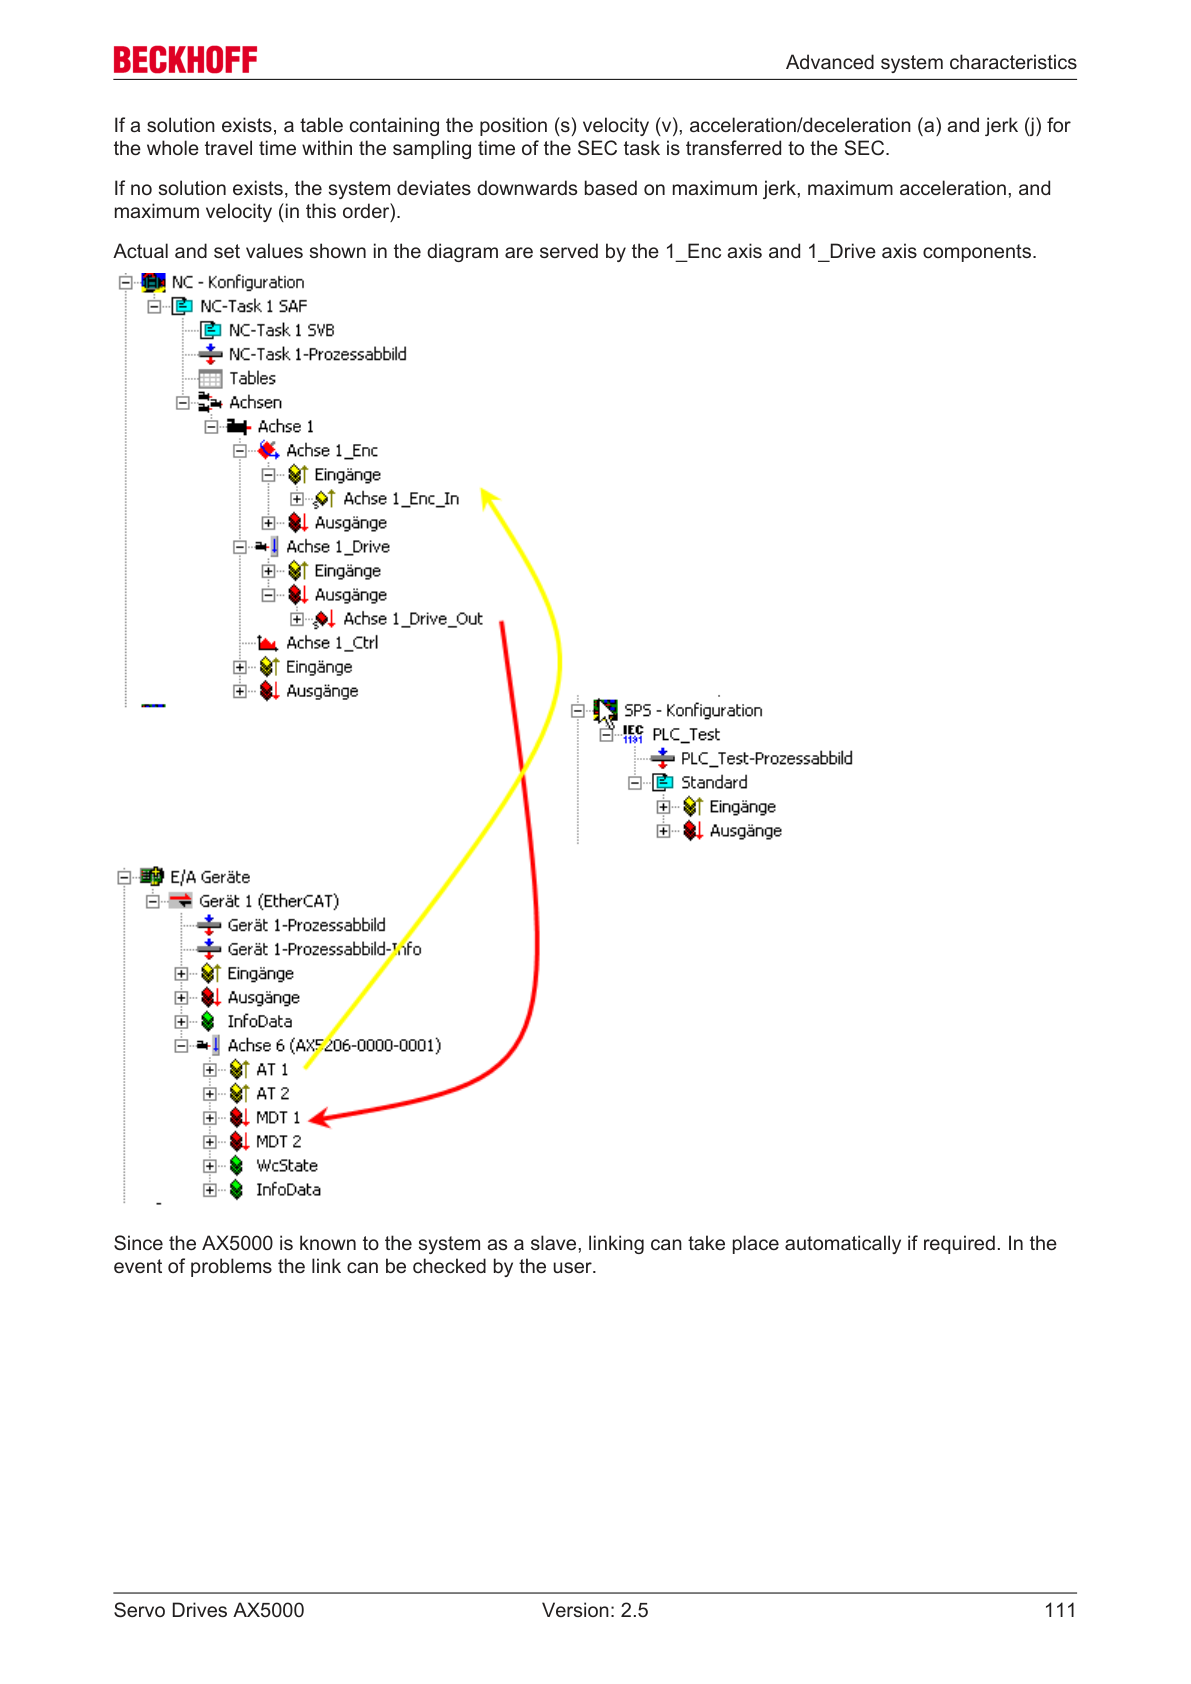 BECKHOFF
Advanced system characteristics
If a solution exists, a table containing the position (s) velocity (v), acceleration/deceleration (a) and jerk (j) for
the whole travel time within the sampling time of the SEC task is transferred to the SEC.
If no solution exists, the system deviates downwards based on maximum jerk, maximum acceleration, and
maximum velocity (in this order).
Actual and set values shown in the diagram are served by the 1_Enc axis and 1_Drive axis components.
NC - Konfiguration
NC-Task 1 SAF
NC-Task 1 SVB
NC-Task 1-Prozessabbild
Tables
Achsen
Achse 1
Achse 1_Enc
Eingänge
Achse 1_Enc_In
Ausgänge
Achse 1_Drive
Eingänge
Ausgänge
Achse 1_Drive_Out
Achse 1_Ctrl
Eingänge
Ausgänge
SPS - Konfiguration
IEC
1131
PLC_Test
PLC_Test-Prozessabbild
Standard
Eingänge
Ausgänge
E/A Geräte
Gerät 1 (EtherCAT)
Gerät 1-Prozessabbild
Gerät 1-Prozessabbild-Info
Eingänge
Ausgänge
InfoData
Achse 6 (AX5206-0000-0001)
AT 1
AT 2
MDT 1
MDT 2
WcState
InfoData
Since the AX5000 is known to the system as a slave, linking can take place automatically if required. In the
event of problems the link can be checked by the user.
Servo Drives AX5000
Version: 2.5
111